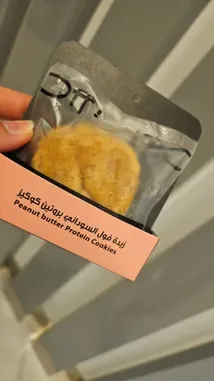 زبدة فول السوداني بروتين كوكيز
Peanut butter Protein Cookies